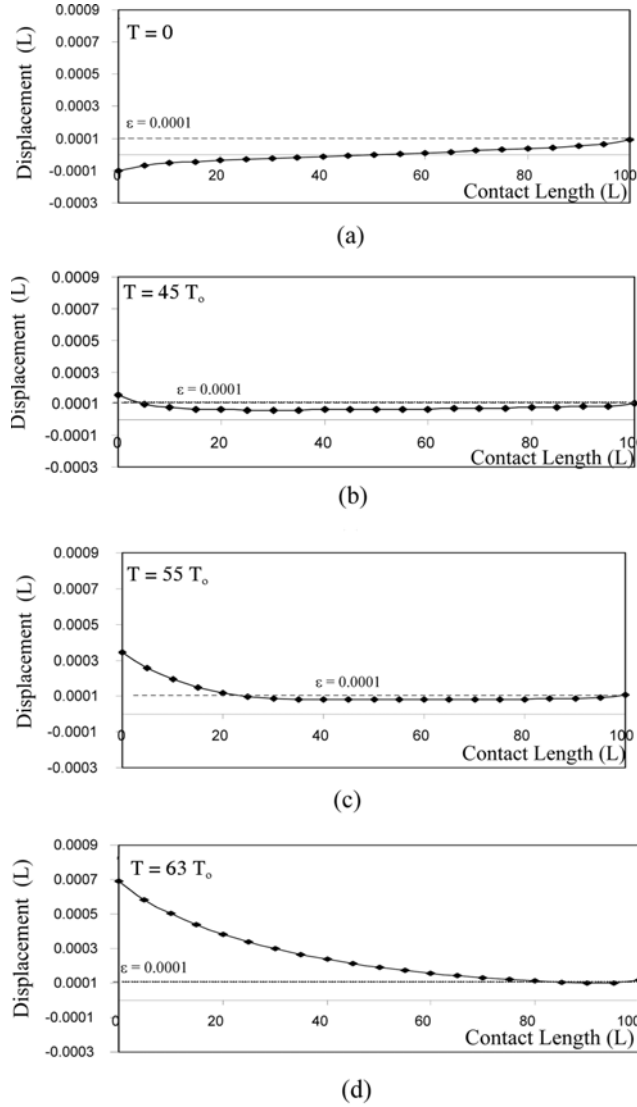 0.0009
0.0007
0.0005
0.0003
0.0001
-0.0001
-0.0003
Displacement (L)
T = 0
ε = 0.0001
0 20 40 60 80 100
Contact Length (L)
(a)
0.0009
0.0007
0.0005
0.0003
0.0001
-0.0001
-0.0003
Displacement (L)
T = 45 To
ε = 0.0001
0 20 40 60 80 100
Contact Length (L)
(b)
0.0009
0.0007
0.0005
0.0003
0.0001
-0.0001
-0.0003
Displacement (L)
T = 55 To
ε = 0.0001
0 20 40 60 80 100
Contact Length (L)
(c)
0.0009
0.0007
0.0005
0.0003
0.0001
-0.0001
-0.0003
Displacement (L)
T = 63 To
ε = 0.0001
0 20 40 60 80 100
Contact Length (L)
(d)